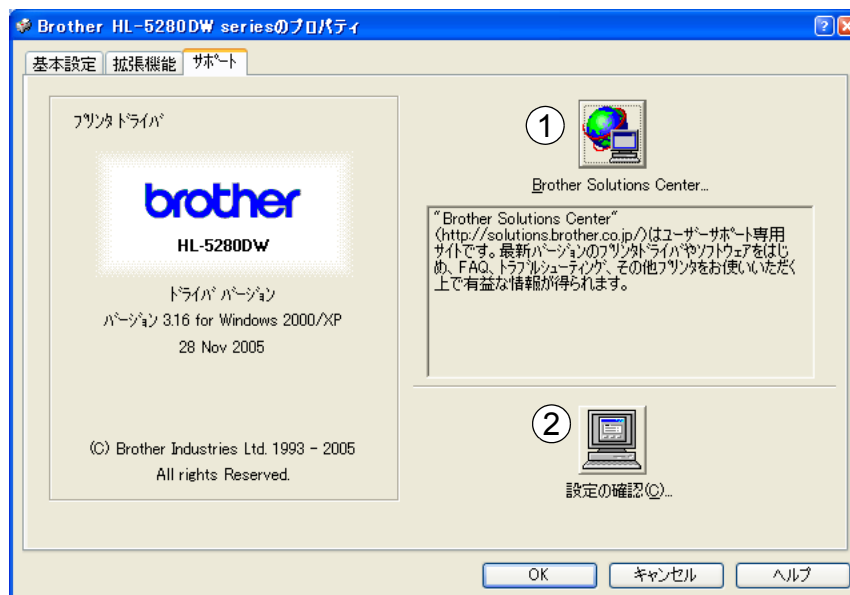 Brother HL-5280DW seriesのプロパティ
基本設定 拡張機能 サポート
プリンタ ドライバ
brother
HL-5280DW
ドライバ バージョン
バージョン 3.16 for Windows 2000/XP
28 Nov 2005
(C) Brother Industries Ltd. 1993 - 2005
All rights Reserved.
①
Brother Solutions Center...
"Brother Solutions Center"
(http://solutions.brother.co.jp/)はユーザーサポート専用
サイトです。最新バージョンのプリンタドライバやソフトウェアをはじ
め、FAQ、トラブルシューティング、その他プリンタをお使いいただく
上で有益な情報が得られます。
②
設定の確認(C)...
OK キャンセル ヘルプ